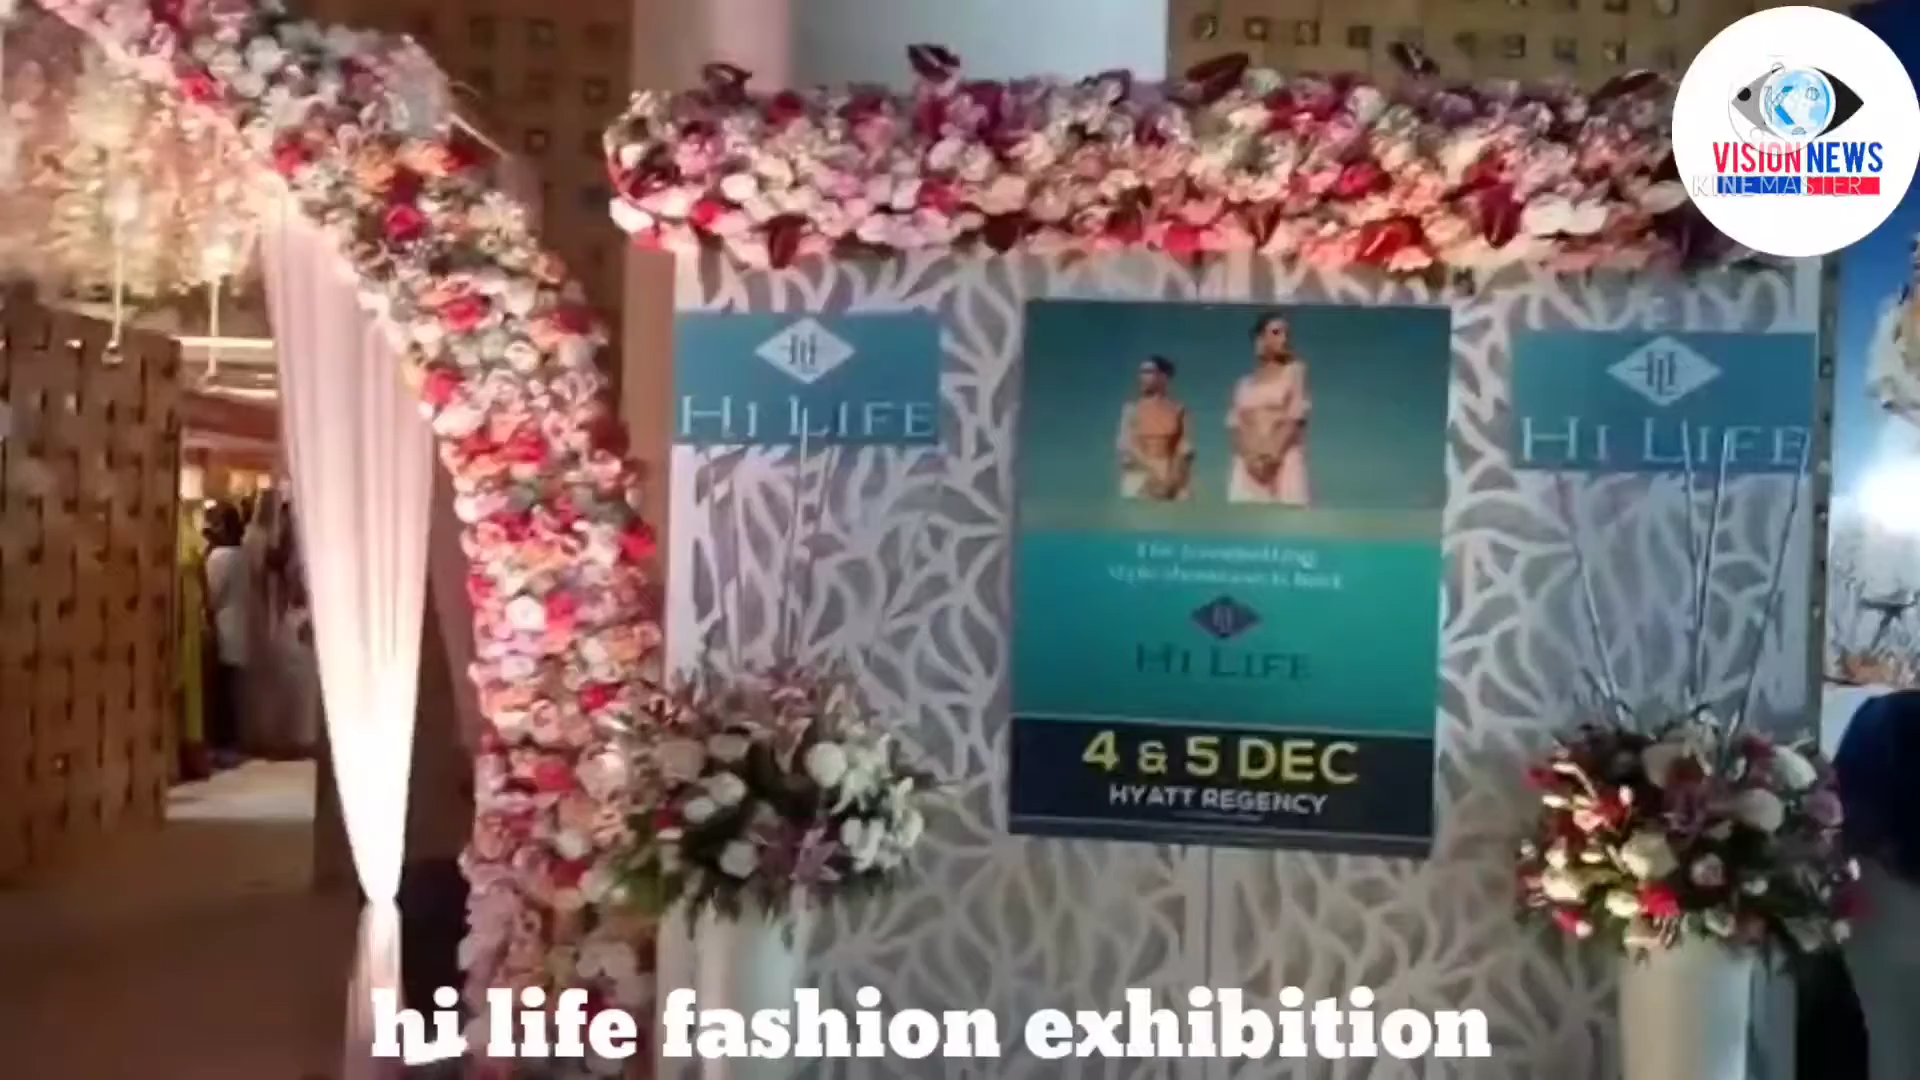 VISION NEWS
KINEMASTER
HI LIFE
HI LIFE
HI LIFE
4 & 5 DEC
HYATT REGENCY
hi life fashion exhibition